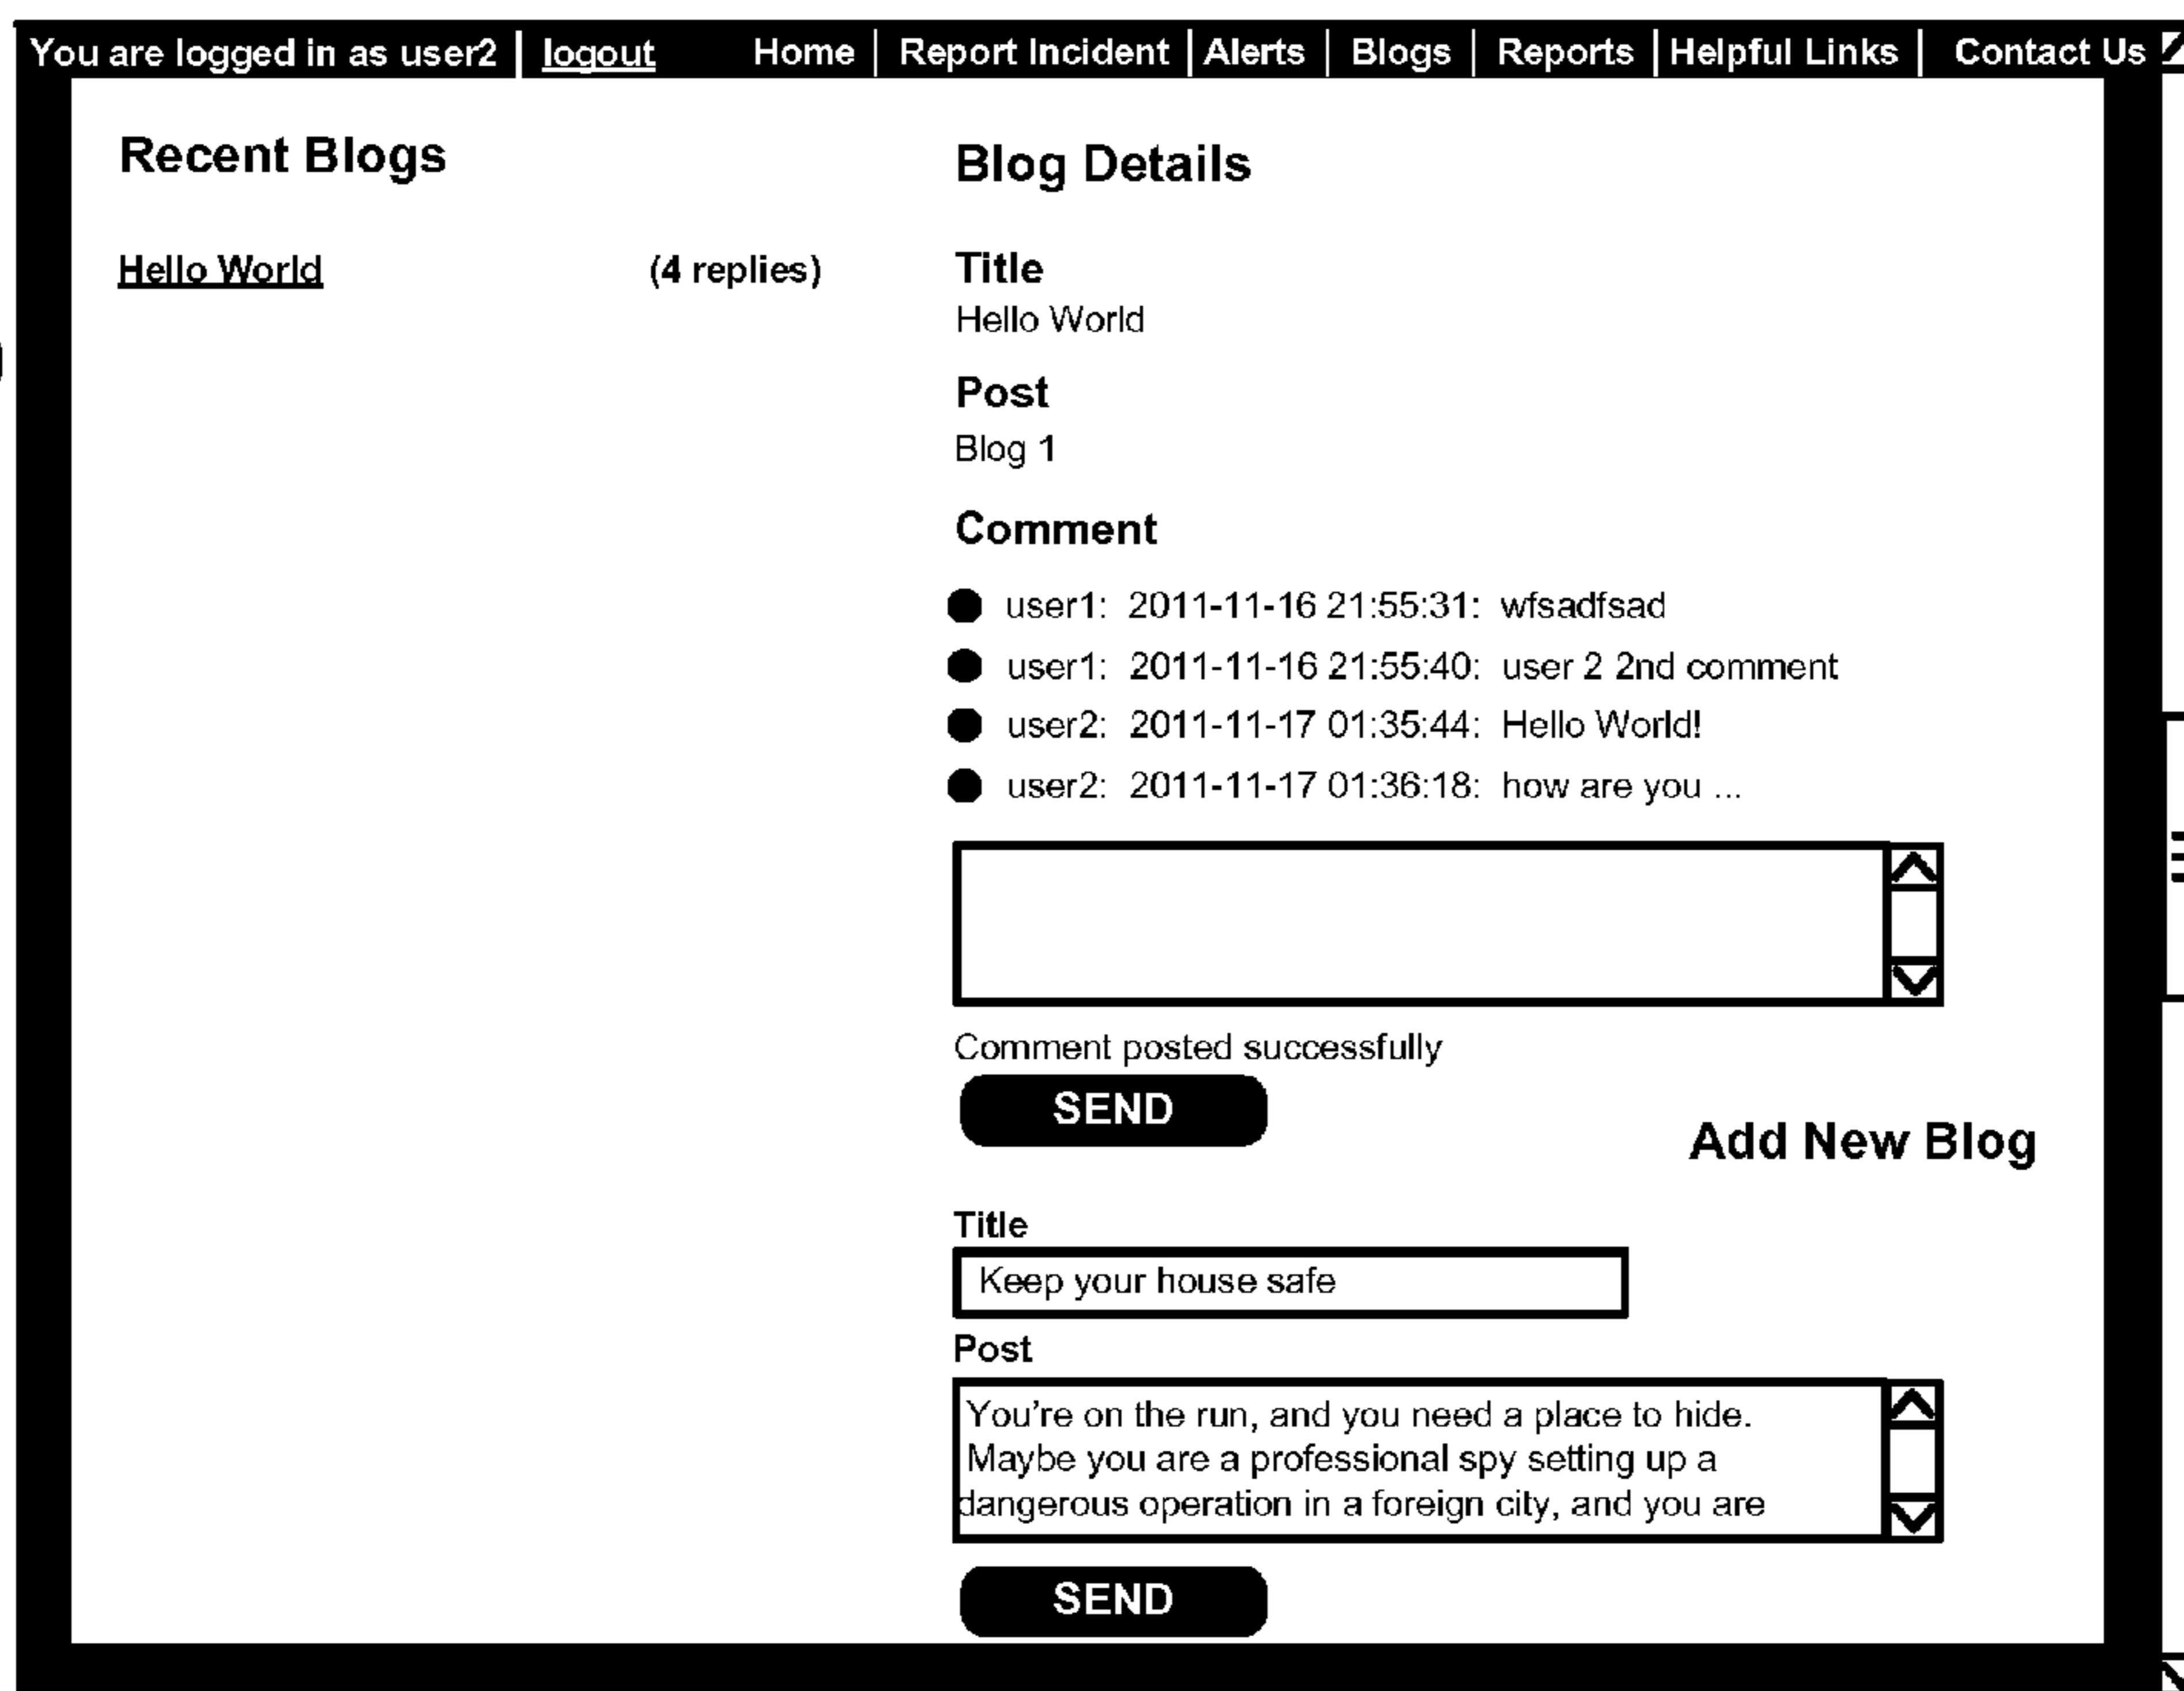 You are logged in as user2 | logout Home | Report Incident | Alerts | Blogs | Reports | Helpful Links | Contact Us
Recent Blogs
Hello World (4 replies)
Blog Details
Title
Hello World
Post
Blog 1
Comment
user1: 2011-11-16 21:55:31: wfsadfsad
user1: 2011-11-16 21:55:40: user 2 2nd comment
user2: 2011-11-17 01:35:44: Hello World!
user2: 2011-11-17 01:36:18: how are you ...
Comment posted successfully
SEND
Add New Blog
Title
Keep your house safe
Post
You're on the run, and you need a place to hide.
Maybe you are a professional spy setting up a
dangerous operation in a foreign city, and you are
SEND